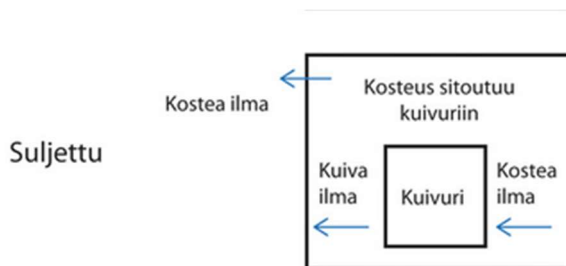 Kosteus sitoutuu
kuivuriin
Kostea ilma
Suljettu
Kuiva
ilma
Kuivuri
Kostea
ilma